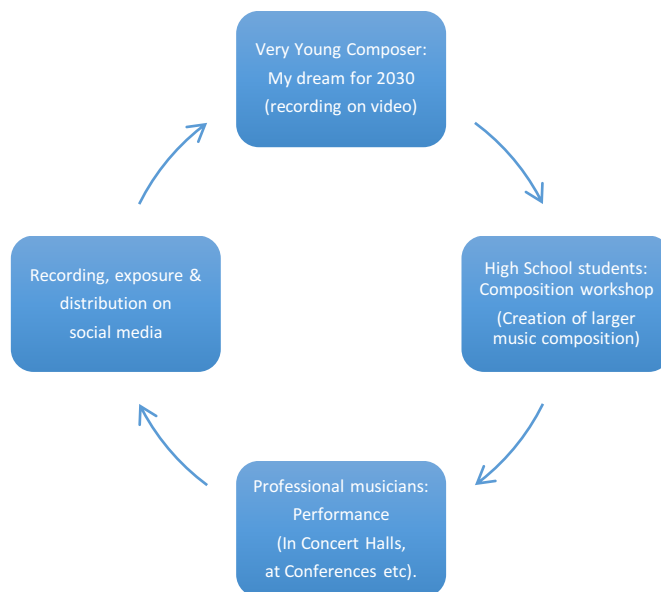 Very Young Composer:
My dream for 2030
(recording on video)
High School students:
Composition workshop
(Creation of larger
music composition)
Professional musicians:
Performance
(In Concert Halls,
at Conferences etc).
Recording, exposure &
distribution on
social media